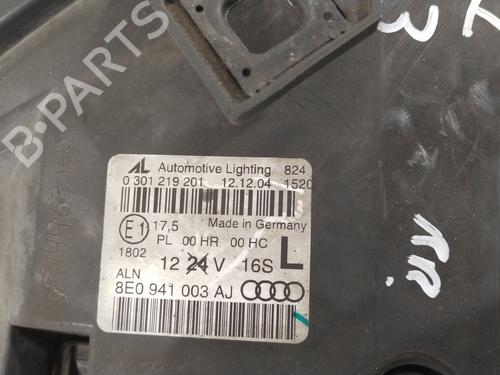 B-PARTS
AL Automotive Lighting 824
0 301 219 201 12.12.04 1520
E1 17,5 Made in Germany
PL 00 HR 00 HC
1802
12 24 V 16S L
ALN
8E0 941 003 AJ